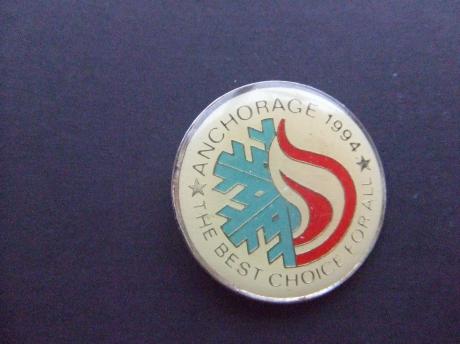 ANCHORAGE 1994
THE BEST CHOICE FOR ALL